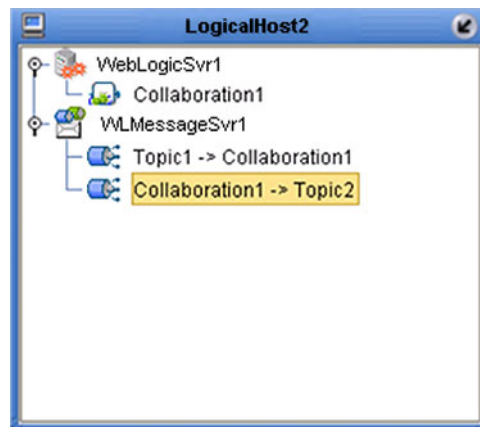 LogicalHost2
WebLogicSvr1
Collaboration1
WLMessageSvr1
Topic1 -> Collaboration1
Collaboration1 -> Topic2